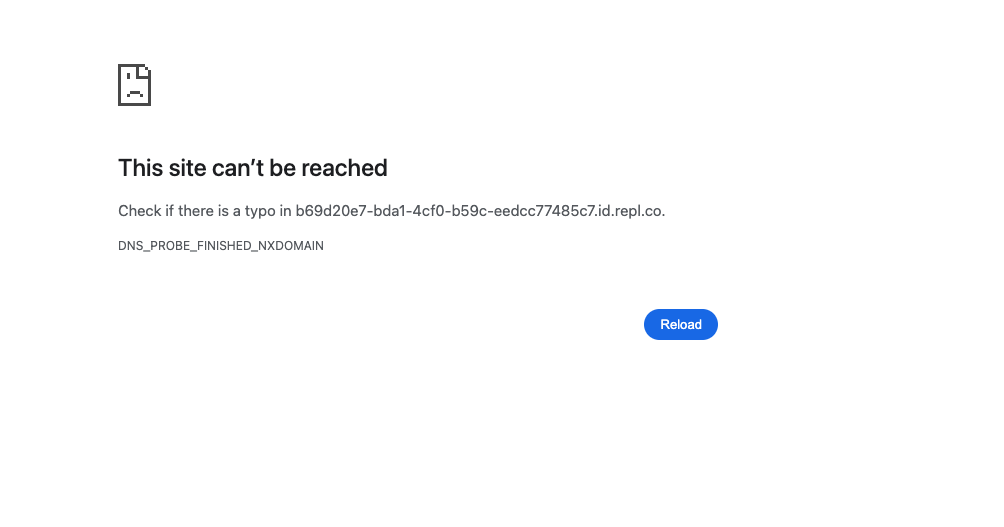 This site can’t be reached
Check if there is a typo in b69d20e7-bda1-4cf0-b59c-eedcc77485c7.id.repl.co.
DNS_PROBE_FINISHED_NXDOMAIN
Reload